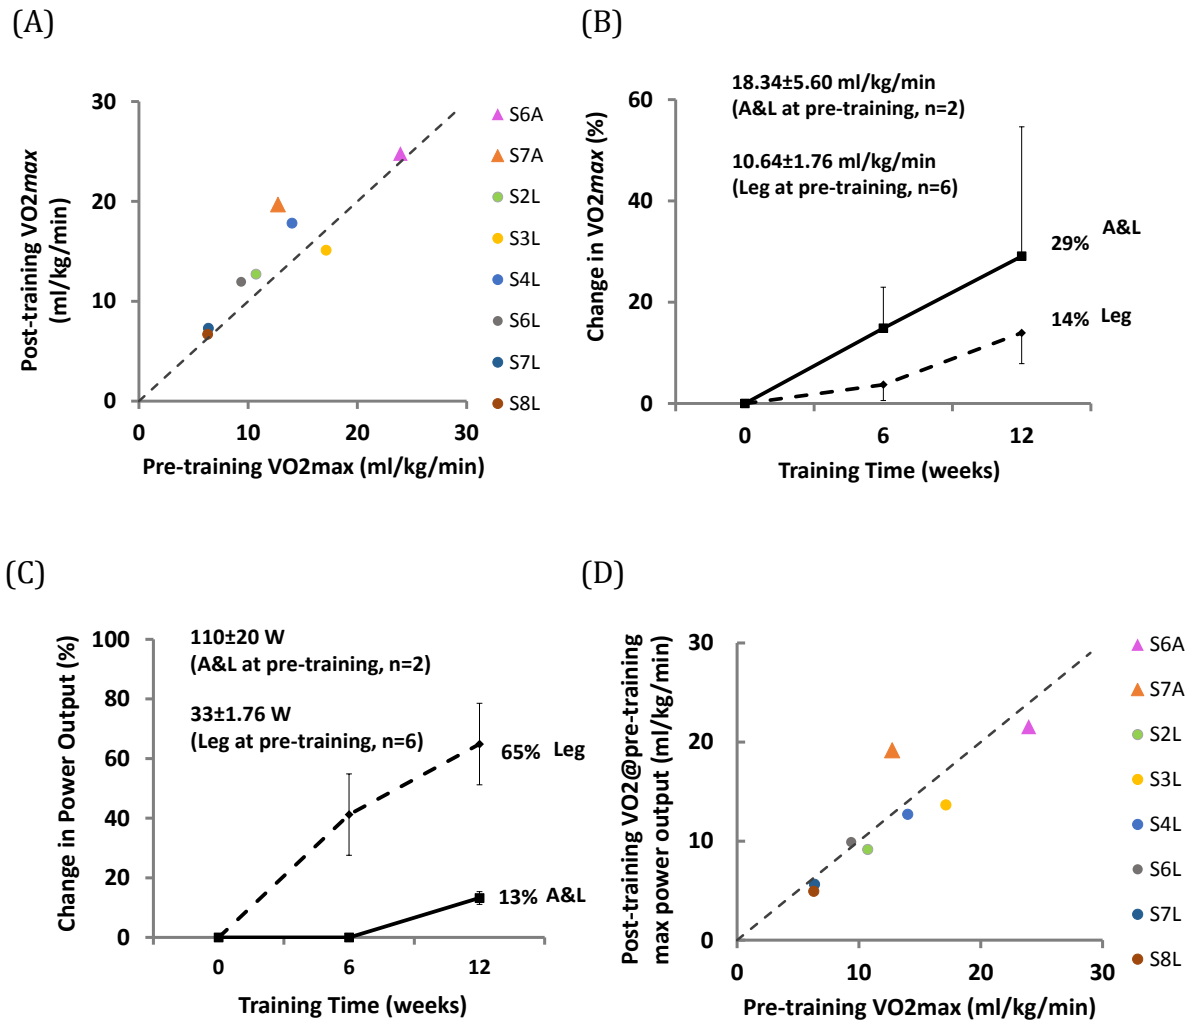 (A)
Post-training VO2max
(ml/kg/min)
30
20
10
0
0 10 20 30
Pre-training VO2max (ml/kg/min)
S6A
S7A
S2L
S3L
S4L
S6L
S7L
S8L
(B)
Change in VO2max (%)
18.34±5.60 ml/kg/min
(A&L at pre-training, n=2)
10.64±1.76 ml/kg/min
(Leg at pre-training, n=6)
60
40
20
0
29% A&L
14% Leg
0 6 12
Training Time (weeks)
(C)
Change in Power Output (%)
110±20 W
(A&L at pre-training, n=2)
33±1.76 W
(Leg at pre-training, n=6)
100
80
60
40
20
0
65% Leg
13% A&L
0 6 12
Training Time (weeks)
(D)
Post-training VO2@pre-training
max power output (ml/kg/min)
30
20
10
0
0 10 20 30
Pre-training VO2max (ml/kg/min)
S6A
S7A
S2L
S3L
S4L
S6L
S7L
S8L